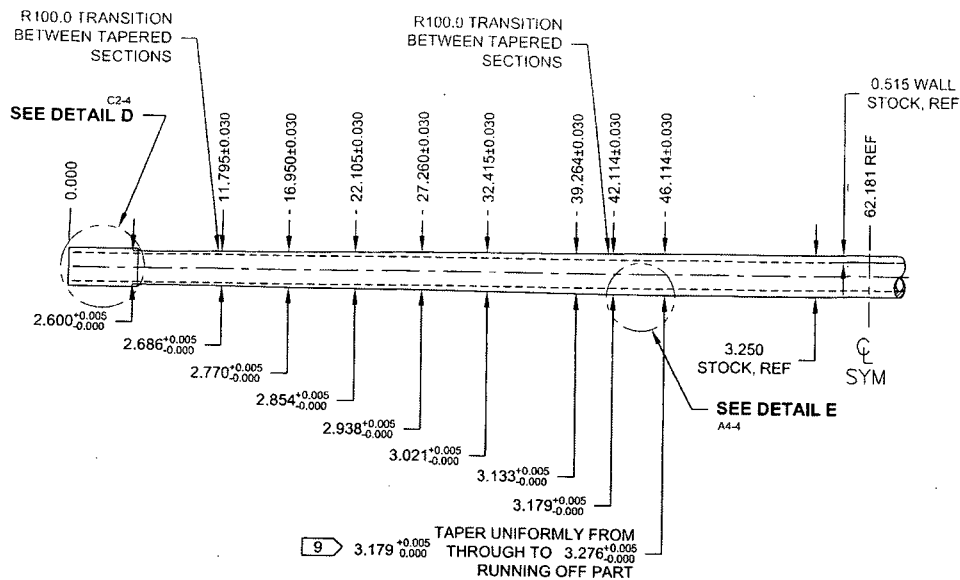 R100.0 TRANSITION
BETWEEN TAPERED
SECTIONS
R100.0 TRANSITION
BETWEEN TAPERED
SECTIONS
C2-4
SEE DETAIL D
0.515 WALL
STOCK, REF
0.000
11.795±0.030
16.950±0.030
22.105±0.030
27.260±0.030
32.415±0.030
39.264±0.030
42.114±0.030
46.114±0.030
62.181 REF
2.600 +0.005 -0.000
2.686 +0.005 -0.000
2.770 +0.005 -0.000
2.854 +0.005 -0.000
2.938 +0.005 -0.000
3.021 +0.005 -0.000
3.133 +0.005 -0.000
3.179 +0.005 -0.000
3.250
STOCK, REF
℄
SYM
SEE DETAIL E
A4-4
TAPER UNIFORMLY FROM
9 3.179 +0.005 0.000 THROUGH TO 3.276 +0.005 -0.000
RUNNING OFF PART